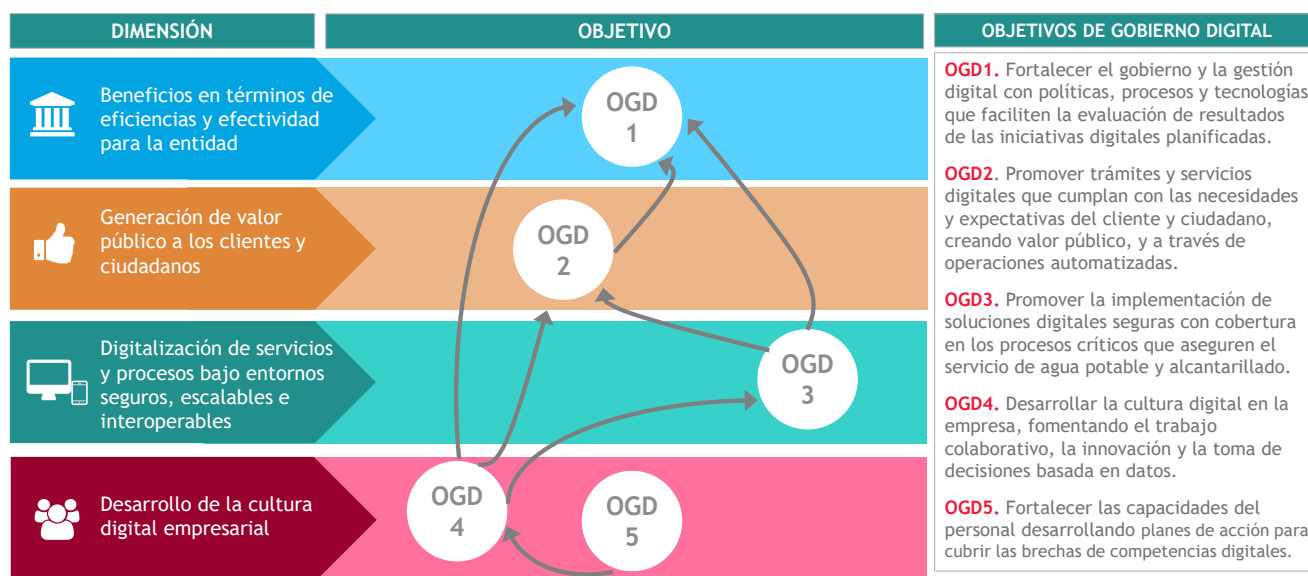 DIMENSIÓN
OBJETIVO
OBJETIVOS DE GOBIERNO DIGITAL
Beneficios en términos de
eficiencias y efectividad
para la entidad
OGD
1
Generación de valor
público a los clientes y
ciudadanos
OGD
2
Digitalización de servicios
y procesos bajo entornos
seguros, escalables e
interoperables
OGD
3
Desarrollo de la cultura
digital empresarial
OGD
4
OGD
5
OGD1. Fortalecer el gobierno y la gestión
digital con políticas, procesos y tecnologías
que faciliten la evaluación de resultados
de las iniciativas digitales planificadas.
OGD2. Promover trámites y servicios
digitales que cumplan con las necesidades
y expectativas del cliente y ciudadano,
creando valor público, y a través de
operaciones automatizadas.
OGD3. Promover la implementación de
soluciones digitales seguras con cobertura
en los procesos críticos que aseguren el
servicio de agua potable y alcantarillado.
OGD4. Desarrollar la cultura digital en la
empresa, fomentando el trabajo
colaborativo, la innovación y la toma de
decisiones basada en datos.
OGD5. Fortalecer las capacidades del
personal desarrollando planes de acción para
cubrir las brechas de competencias digitales.